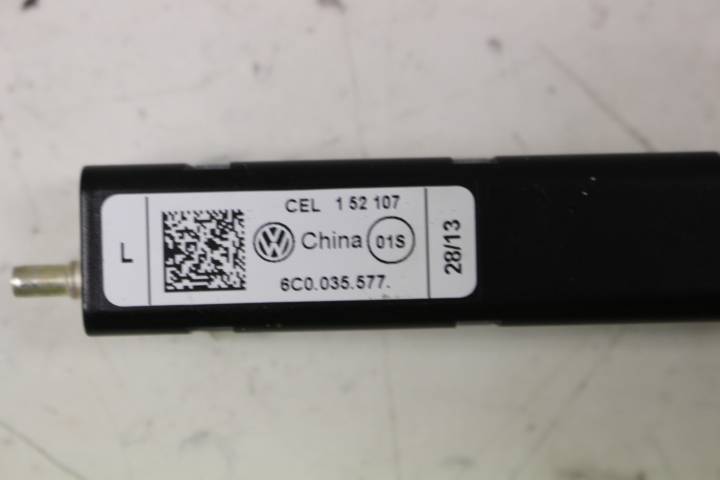 L
CEL 1 52 107
China 01S
6C0.035.577.
28/13